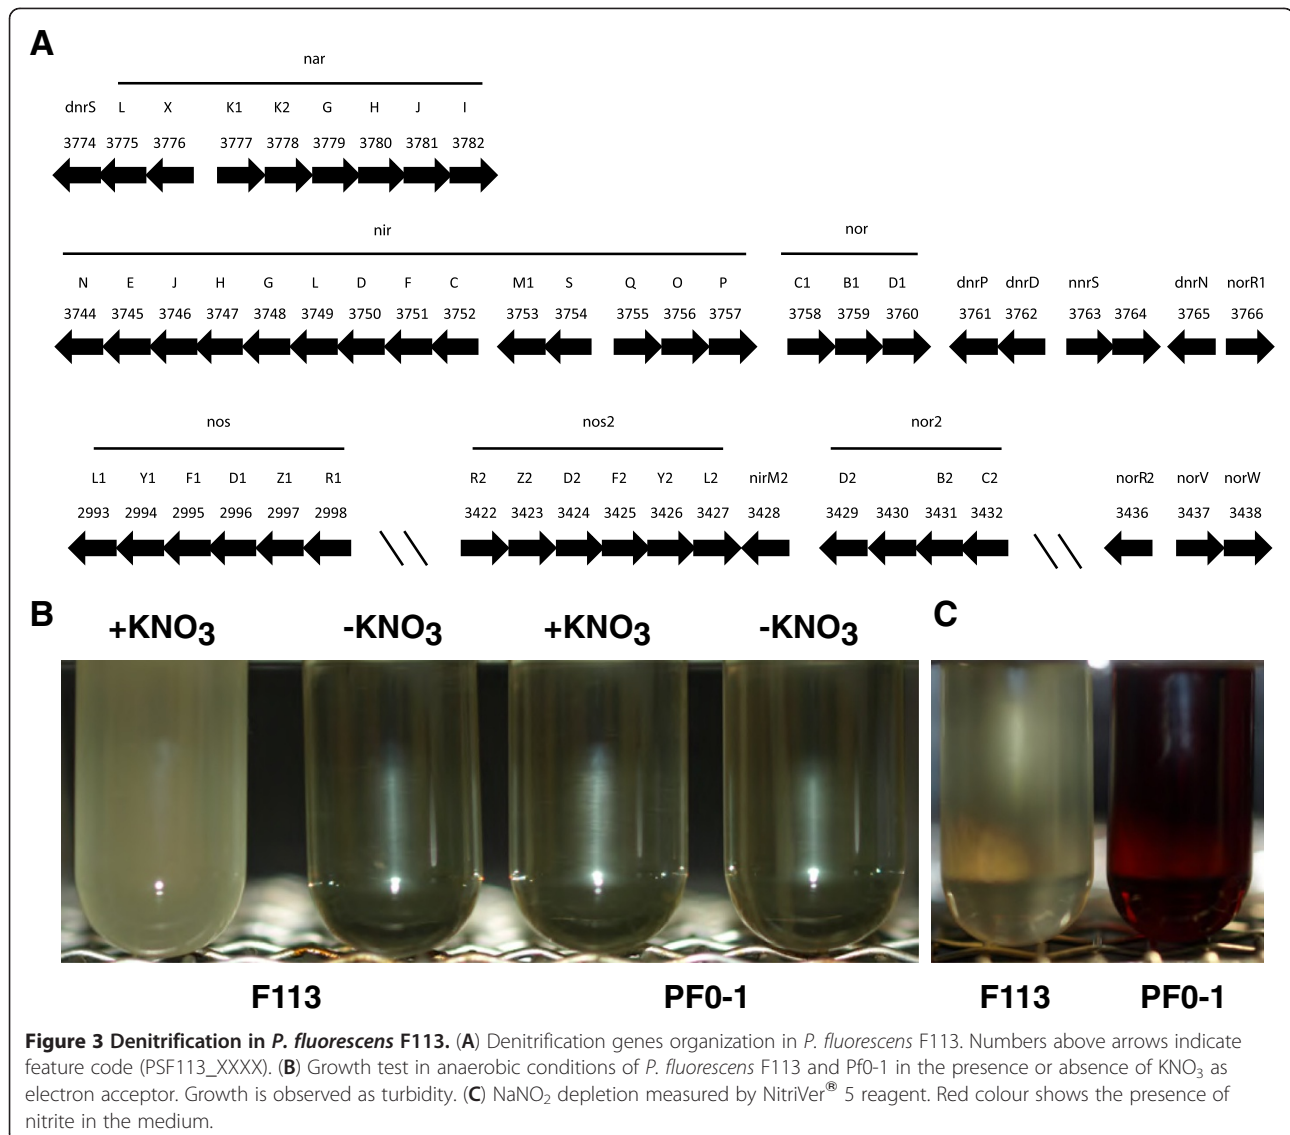 A
nar
dnrS L X K1 K2 G H J I
3774 3775 3776 3777 3778 3779 3780 3781 3782
nir nor
N E J H G L D F C M1 S Q O P C1 B1 D1 dnrP dnrD nnrS dnrN norR1
3744 3745 3746 3747 3748 3749 3750 3751 3752 3753 3754 3755 3756 3757 3758 3759 3760 3761 3762 3763 3764 3765 3766
nos nos2 nor2
L1 Y1 F1 D1 Z1 R1 R2 Z2 D2 F2 Y2 L2 nirM2 D2 B2 C2 norR2 norV norW
2993 2994 2995 2996 2997 2998 3422 3423 3424 3425 3426 3427 3428 3429 3430 3431 3432 3436 3437 3438
B +KNO3 -KNO3 +KNO3 -KNO3 C
F113 PF0-1 F113 PF0-1
Figure 3 Denitrification in P. fluorescens F113. (A) Denitrification genes organization in P. fluorescens F113. Numbers above arrows indicate
feature code (PSF113_XXXX). (B) Growth test in anaerobic conditions of P. fluorescens F113 and Pf0-1 in the presence or absence of KNO3 as
electron acceptor. Growth is observed as turbidity. (C) NaNO2 depletion measured by NitriVer® 5 reagent. Red colour shows the presence of
nitrite in the medium.